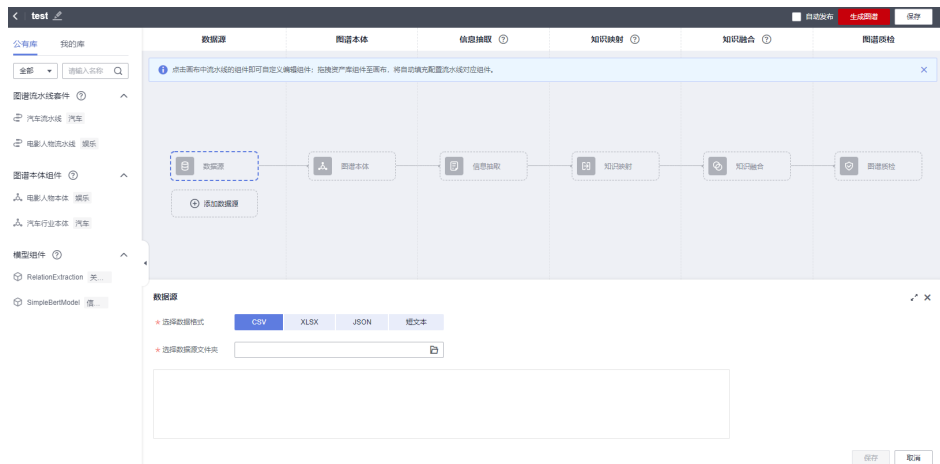 test
自动发布 生成图谱 保存
公有库 我的库
全部 请输入名称
图谱流水线套件
汽车流水线 汽车
电影人物流水线 娱乐
图谱本体组件
电影人物本体 娱乐
汽车行业本体 汽车
模型组件
RelationExtraction 关...
SimpleBertModel 信...
数据源 图谱本体 信息抽取 知识映射 知识融合 图谱质检
点击画布中流水线的组件即可自定义编辑组件；拖拽资产库组件至画布，将自动填充配置流水线对应组件。
数据源 图谱本体 信息抽取 知识映射 知识融合 图谱质检
添加数据源
数据源
* 选择数据格式 CSV XLSX JSON 短文本
* 选择数据源文件夹
保存 取消